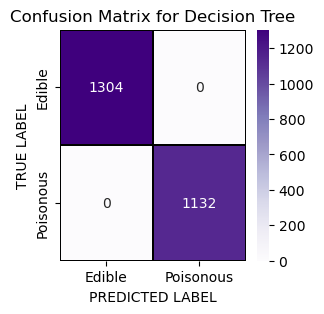 Confusion Matrix for Decision Tree
TRUE LABEL
Edible
Poisonous
1304
0
0
1132
Edible
Poisonous
PREDICTED LABEL
1200
1000
800
600
400
200
0